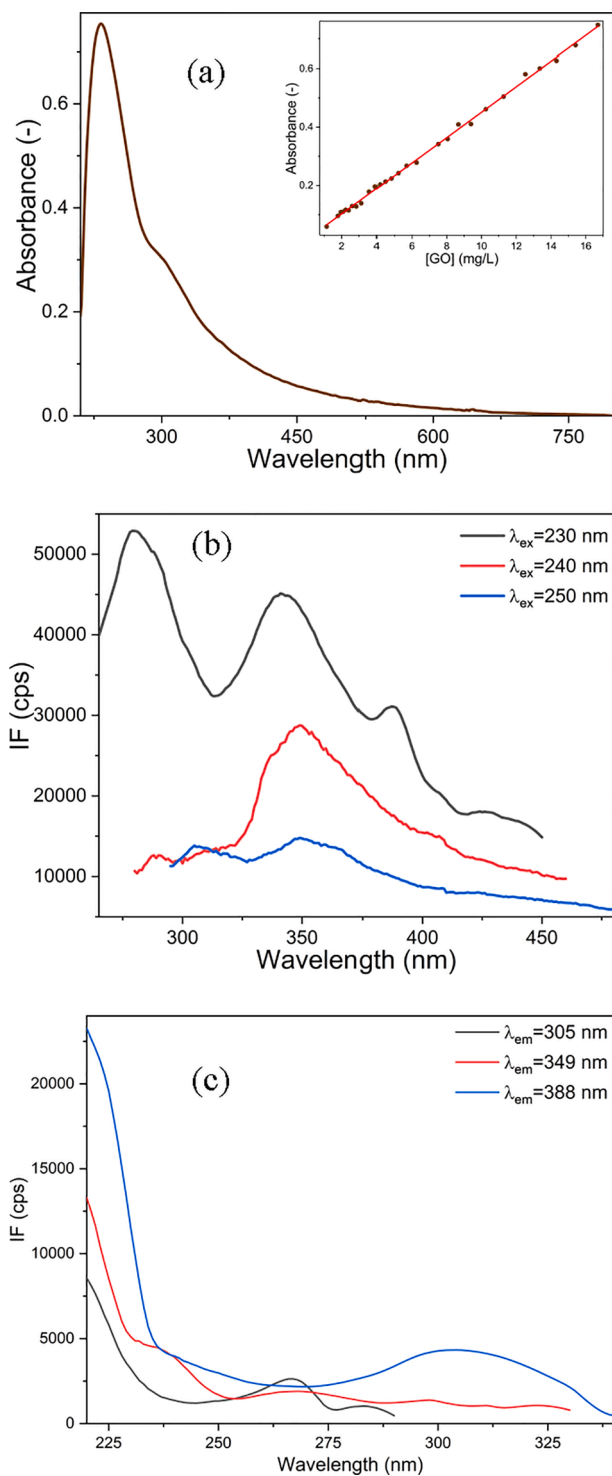 (a)
Absorbance (-)
0.6
0.4
0.2
0.0
Absorbance (-)
0.6
0.4
0.2
2 4 6 8 10 12 14 16
[GO] (mg/L)
300 450 600 750
Wavelength (nm)
(b)
λex=230 nm
λex=240 nm
λex=250 nm
IF (cps)
50000
40000
30000
20000
10000
300 350 400 450
Wavelength (nm)
(c)
λem=305 nm
λem=349 nm
λem=388 nm
IF (cps)
20000
15000
10000
5000
0
225 250 275 300 325
Wavelength (nm)